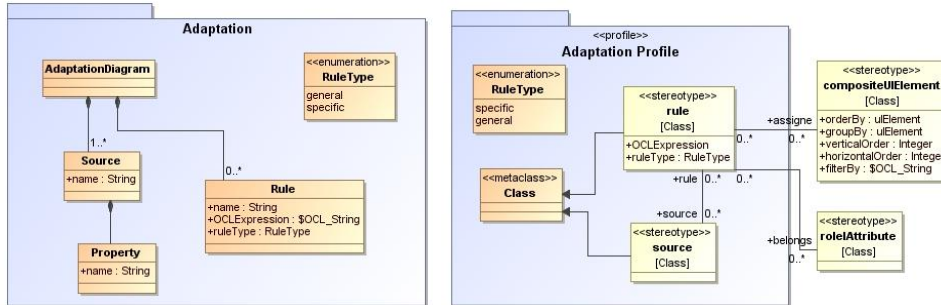 Adaptation
AdaptationDiagram
<<enumeration>>
RuleType
general
specific
1..*
0..*
Source
+name : String
Rule
+name : String
+OCLExpression : $OCL_String
+ruleType : RuleType
Property
+name : String
<<profile>>
Adaptation Profile
<<enumeration>>
RuleType
specific
general
<<stereotype>>
rule
[Class]
+OCLExpression
+ruleType : RuleType
<<stereotype>>
compositeUIElement
[Class]
+orderBy : uIElement
+groupBy : uIElement
+verticalOrder : Integer
+horizontalOrder : Integer
+filterBy : $OCL_String
+assigne
0..*
0..*
<<metaclass>>
Class
+rule
0..*
0..*
+source
0..*
<<stereotype>>
source
[Class]
+belongs
0..*
<<stereotype>>
rolelAttribute
[Class]